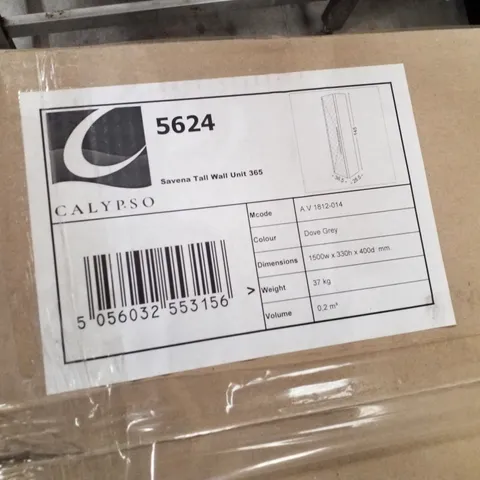 5624
Savena Tall Wall Unit 365
CALYPSO
Mcode A.V 1812-014
Colour Dove Grey
Dimensions 1500w x 330h x 400d mm
Weight 37 kg
Volume 0.2 m³
5 056032 553156 >